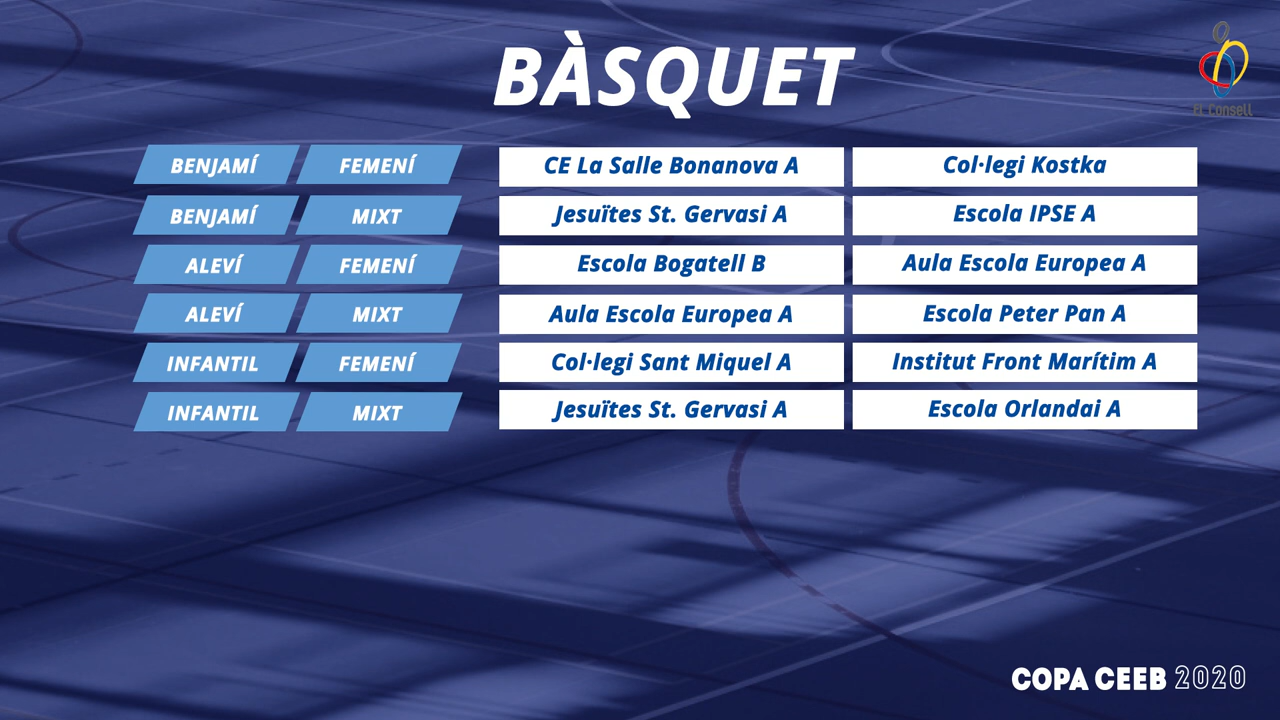 BÀSQUET
El Consell
BENJAMÍ FEMENÍ CE La Salle Bonanova A Col·legi Kostka
BENJAMÍ MIXT Jesuïtes St. Gervasi A Escola IPSE A
ALEVÍ FEMENÍ Escola Bogatell B Aula Escola Europea A
ALEVÍ MIXT Aula Escola Europea A Escola Peter Pan A
INFANTIL FEMENÍ Col·legi Sant Miquel A Institut Front Marítim A
INFANTIL MIXT Jesuïtes St. Gervasi A Escola Orlandai A
COPA CEEB 2020